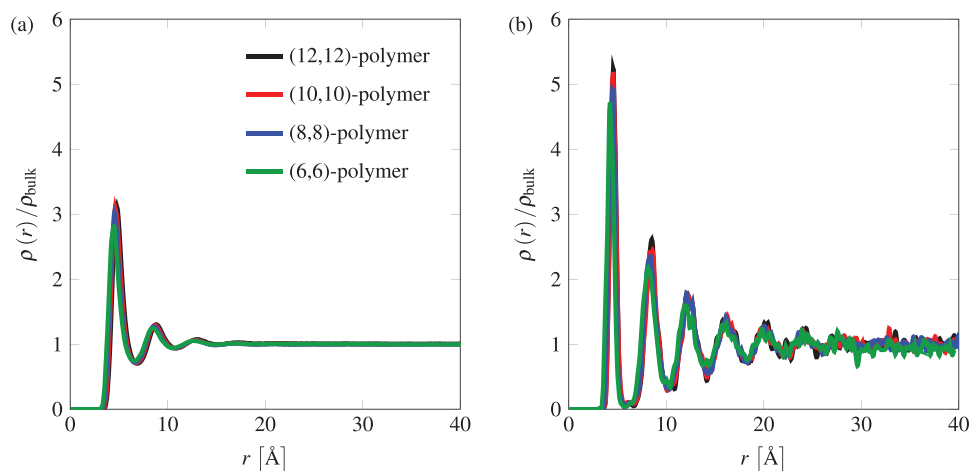 (a)
6
5
4
3
2
1
0
ρ (r) / ρbulk
(12,12)-polymer
(10,10)-polymer
(8,8)-polymer
(6,6)-polymer
0 10 20 30 40
r [Å]
(b)
6
5
4
3
2
1
0
ρ (r) / ρbulk
0 10 20 30 40
r [Å]